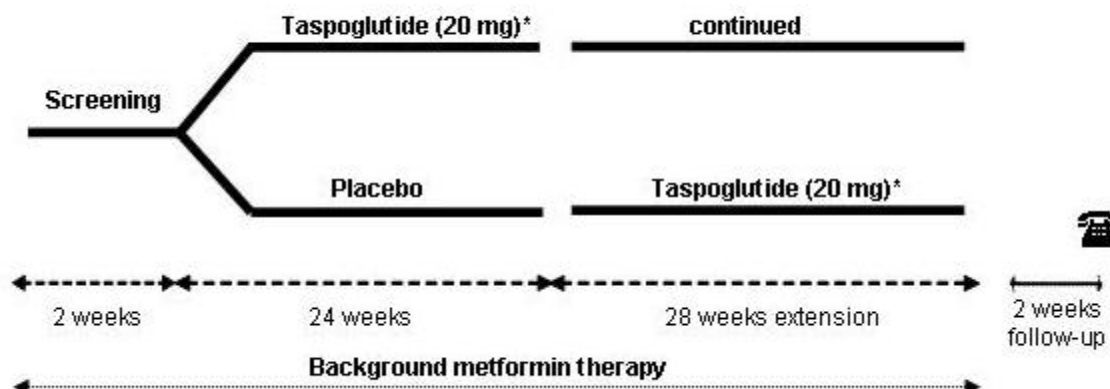 Taspoglutide (20 mg)*
continued
Screening
Placebo
Taspoglutide (20 mg)*
2 weeks
24 weeks
28 weeks extension
2 weeks
follow-up
Background metformin therapy